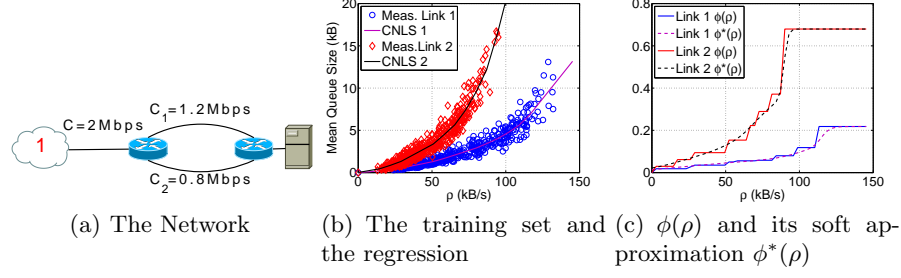 1
C=2Mbps
C1=1.2Mbps
C2=0.8Mbps
(a) The Network
Mean Queue Size (kB)
20
15
10
5
0
0
50
100
150
ρ (kB/s)
Meas. Link 1
CNLS 1
Meas.Link 2
CNLS 2
(b) The training set and
the regression
0.8
0.6
0.4
0.2
0
0
50
100
150
ρ (kB/s)
Link 1 ϕ(ρ)
Link 1 ϕ*(ρ)
Link 2 ϕ(ρ)
Link 2 ϕ*(ρ)
(c) ϕ(ρ) and its soft ap-
proximation ϕ*(ρ)